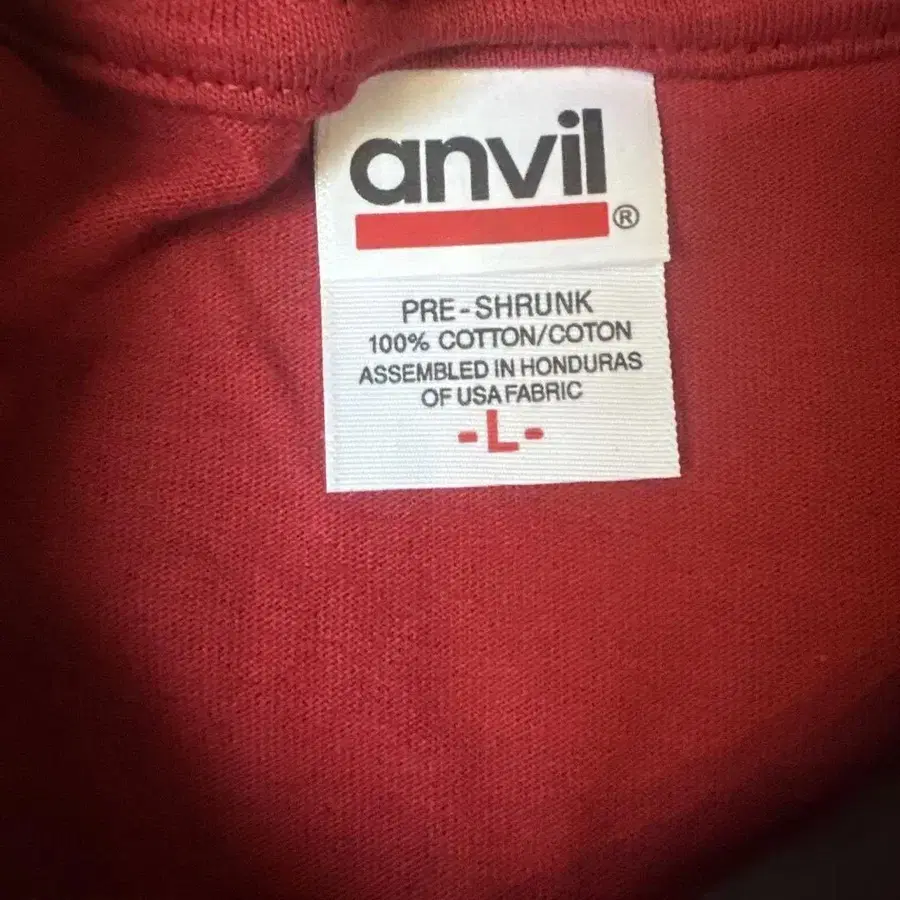 anvil®
PRE-SHRUNK
100% COTTON/COTON
ASSEMBLED IN HONDURAS
OF USA FABRIC
-L-